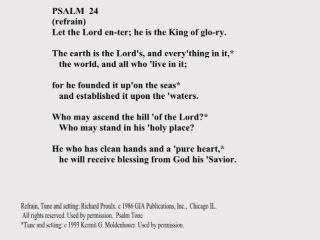 PSALM 24
(refrain)
Let the Lord en-ter; he is the King of glo-ry.
The earth is the Lord's, and every'thing in it,*
the world, and all who 'live in it;
for he founded it up'on the seas*
and established it upon the 'waters.
Who may ascend the hill 'of the Lord?*
Who may stand in his 'holy place?
He who has clean hands and a 'pure heart,*
he will receive blessing from God his 'Savior.
Refrain, Tune and setting: Richard Proulx. c 1986 GIA Publications, Inc., Chicago IL.
All rights reserved. Used by permission. Psalm Tone
*Tune and setting: c 1993 Kermit G. Moldenhauer. Used by permission.